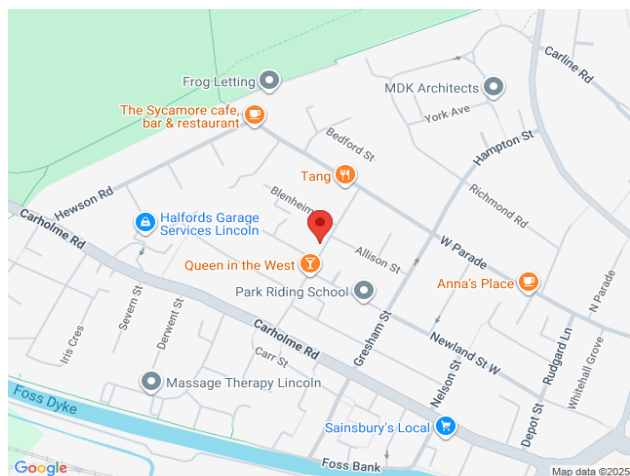 Frog Letting
MDK Architects
Carline Rd
The Sycamore cafe,
bar & restaurant
York Ave
Bedford St
Hampton St
Tang
Richmond Rd
Blenheim
Hewson Rd
Halfords Garage
Services Lincoln
Carholme Rd
W Parade
Allison St
Queen in the West
Park Riding School
Anna's Place
N Parade
Severn St
Derwent St
Iris Cres
Carholme Rd
Gresham St
Newland St W
Rudgard Ln
Whitehall Grove
Carr St
Massage Therapy Lincoln
Nelson St
Foss Dyke
Sainsbury's Local
Depot St
Foss Bank
Google
Map data ©2025